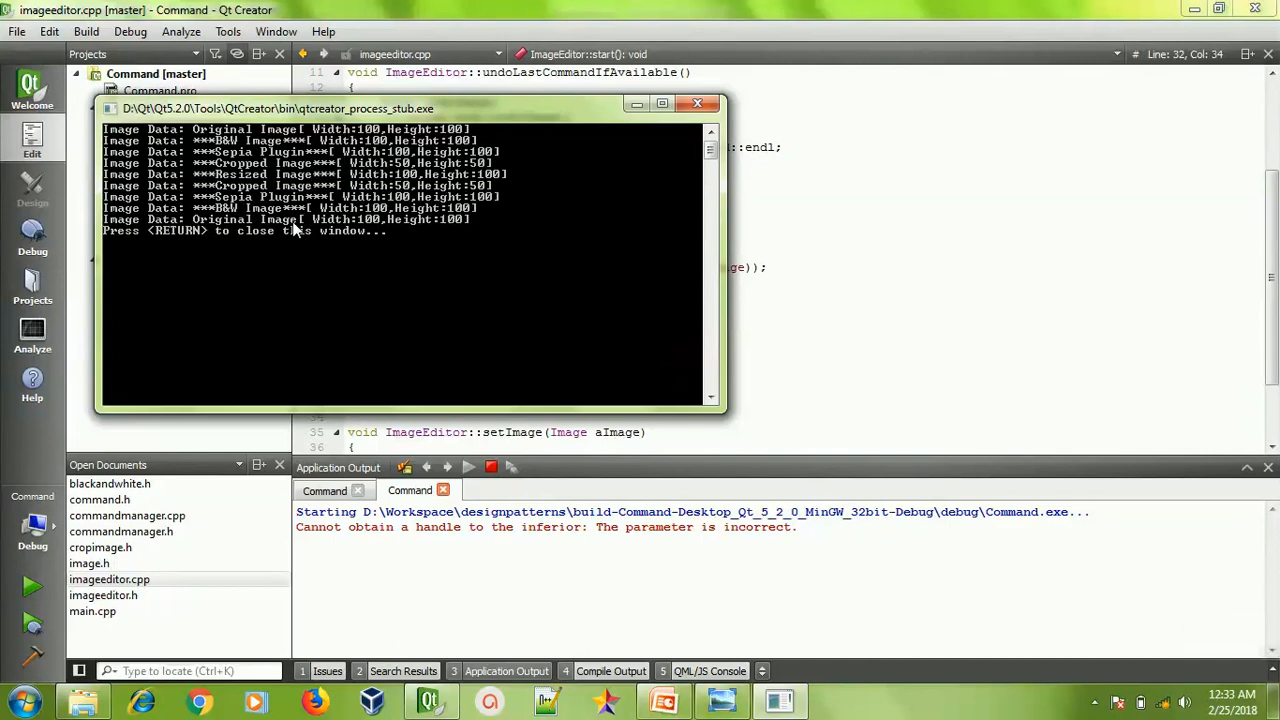 imageeditor.cpp [master] - Command - Qt Creator
File Edit Build Debug Analyze Tools Window Help
Projects imageeditor.cpp ImageEditor::start(): void # Line: 32, Col: 34
Welcome
Edit
Design
Debug
Projects
Analyze
Help
Command
Debug
Command [master]
Command.pro
11 void ImageEditor::undoLastCommandIfAvailable()
12 {
::endl;
ge));
35 void ImageEditor::setImage(Image aImage)
36 {
D:\Qt\Qt5.2.0\Tools\QtCreator\bin\qtcreator_process_stub.exe
Image Data: Original Image[ Width:100,Height:100]
Image Data: ***B&W Image***[ Width:100,Height:100]
Image Data: ***Sepia Plugin***[ Width:100,Height:100]
Image Data: ***Cropped Image***[ Width:50,Height:50]
Image Data: ***Resized Image***[ Width:100,Height:100]
Image Data: ***Cropped Image***[ Width:50,Height:50]
Image Data: ***Sepia Plugin***[ Width:100,Height:100]
Image Data: ***B&W Image***[ Width:100,Height:100]
Image Data: Original Image[ Width:100,Height:100]
Press <RETURN> to close this window...
Open Documents
blackandwhite.h
command.h
commandmanager.cpp
commandmanager.h
cropimage.h
image.h
imageeditor.cpp
imageeditor.h
main.cpp
Application Output
Command Command
Starting D:\Workspace\designpatterns\build-Command-Desktop_Qt_5_2_0_MinGW_32bit-Debug\debug\Command.exe...
Cannot obtain a handle to the inferior: The parameter is incorrect.
Type to locate (Ctrl+K) 1 Issues 2 Search Results 3 Application Output 4 Compile Output 5 QML/JS Console
12:33 AM
2/25/2018